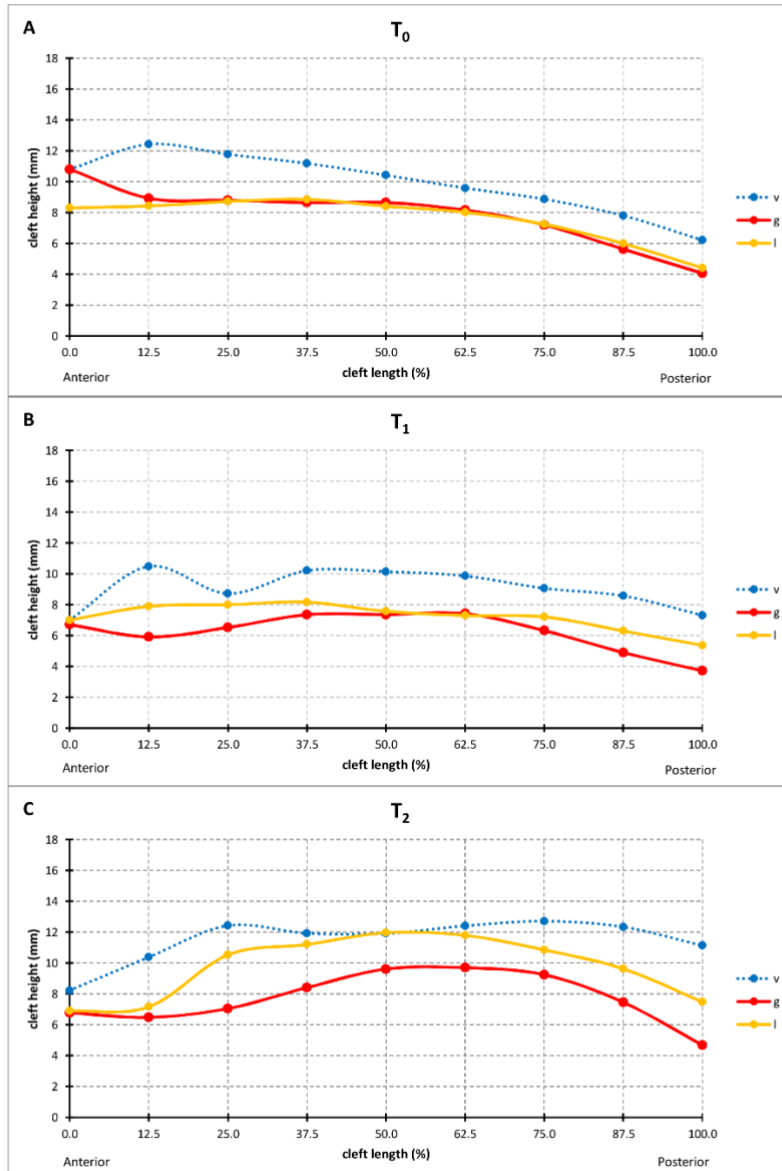 A
T0
18
16
14
12
10
8
6
4
2
0
cleft height (mm)
0.0 12.5 25.0 37.5 50.0 62.5 75.0 87.5 100.0
Anterior cleft length (%) Posterior
v
g
l
B
T1
18
16
14
12
10
8
6
4
2
0
cleft height (mm)
0.0 12.5 25.0 37.5 50.0 62.5 75.0 87.5 100.0
Anterior cleft length (%) Posterior
v
g
l
C
T2
18
16
14
12
10
8
6
4
2
0
cleft height (mm)
0.0 12.5 25.0 37.5 50.0 62.5 75.0 87.5 100.0
Anterior cleft length (%) Posterior
v
g
l